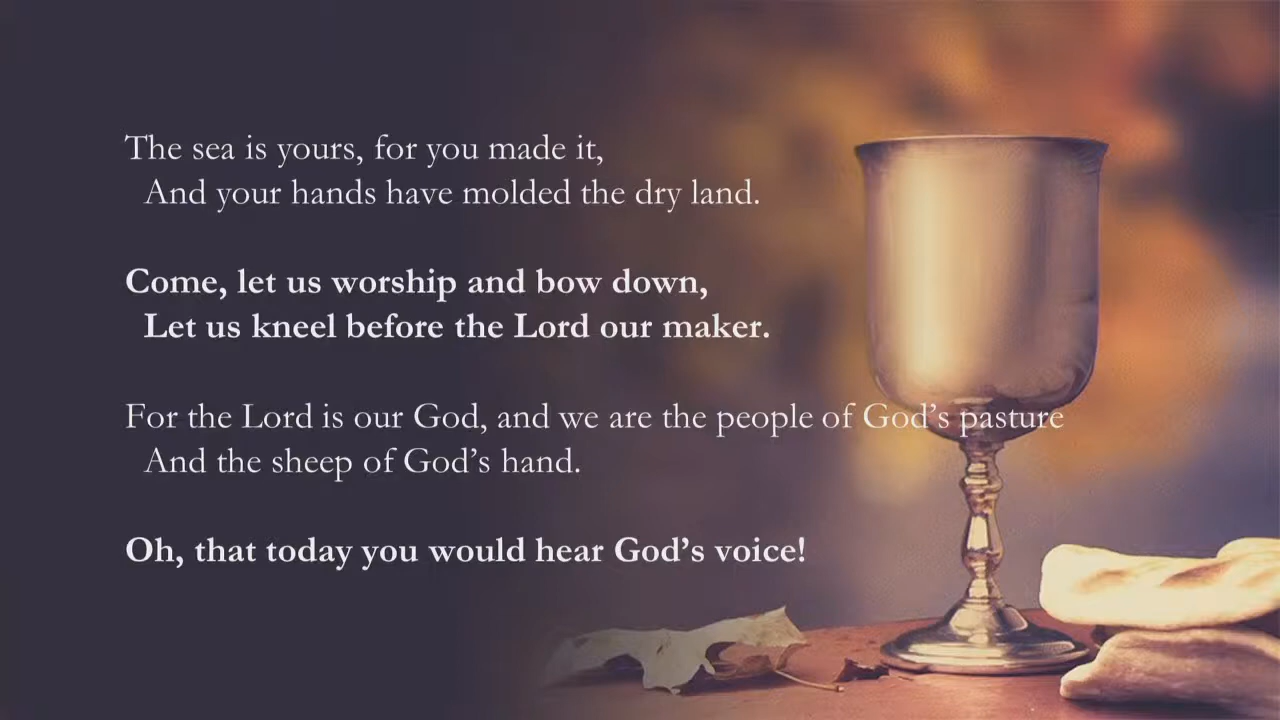 The sea is yours, for you made it,
And your hands have molded the dry land.
Come, let us worship and bow down,
Let us kneel before the Lord our maker.
For the Lord is our God, and we are the people of God’s pasture
And the sheep of God’s hand.
Oh, that today you would hear God’s voice!